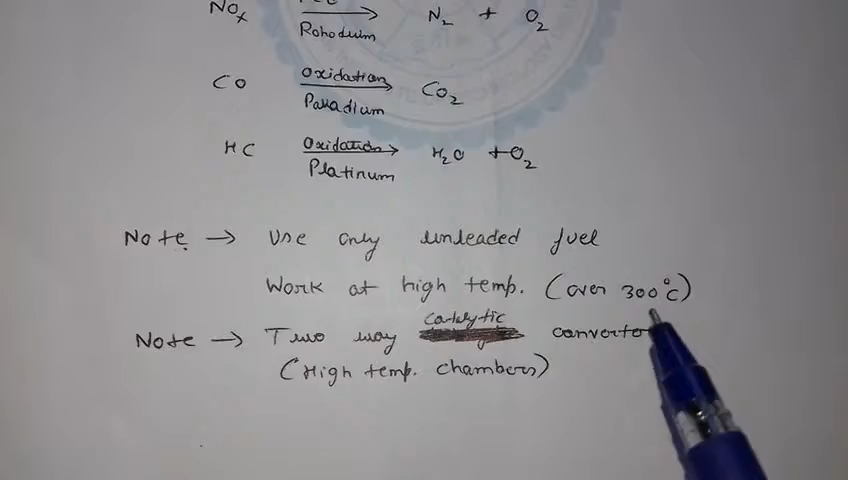 NOx → N2 + O2
Rohodium
CO Oxidation → CO2
Palladium
HC Oxidation → H2O + O2
Platinum
Note → Use only unleaded fuel
Work at high temp. (over 300°C)
Note → Two way catalytic convertor
(High temp. chambers)